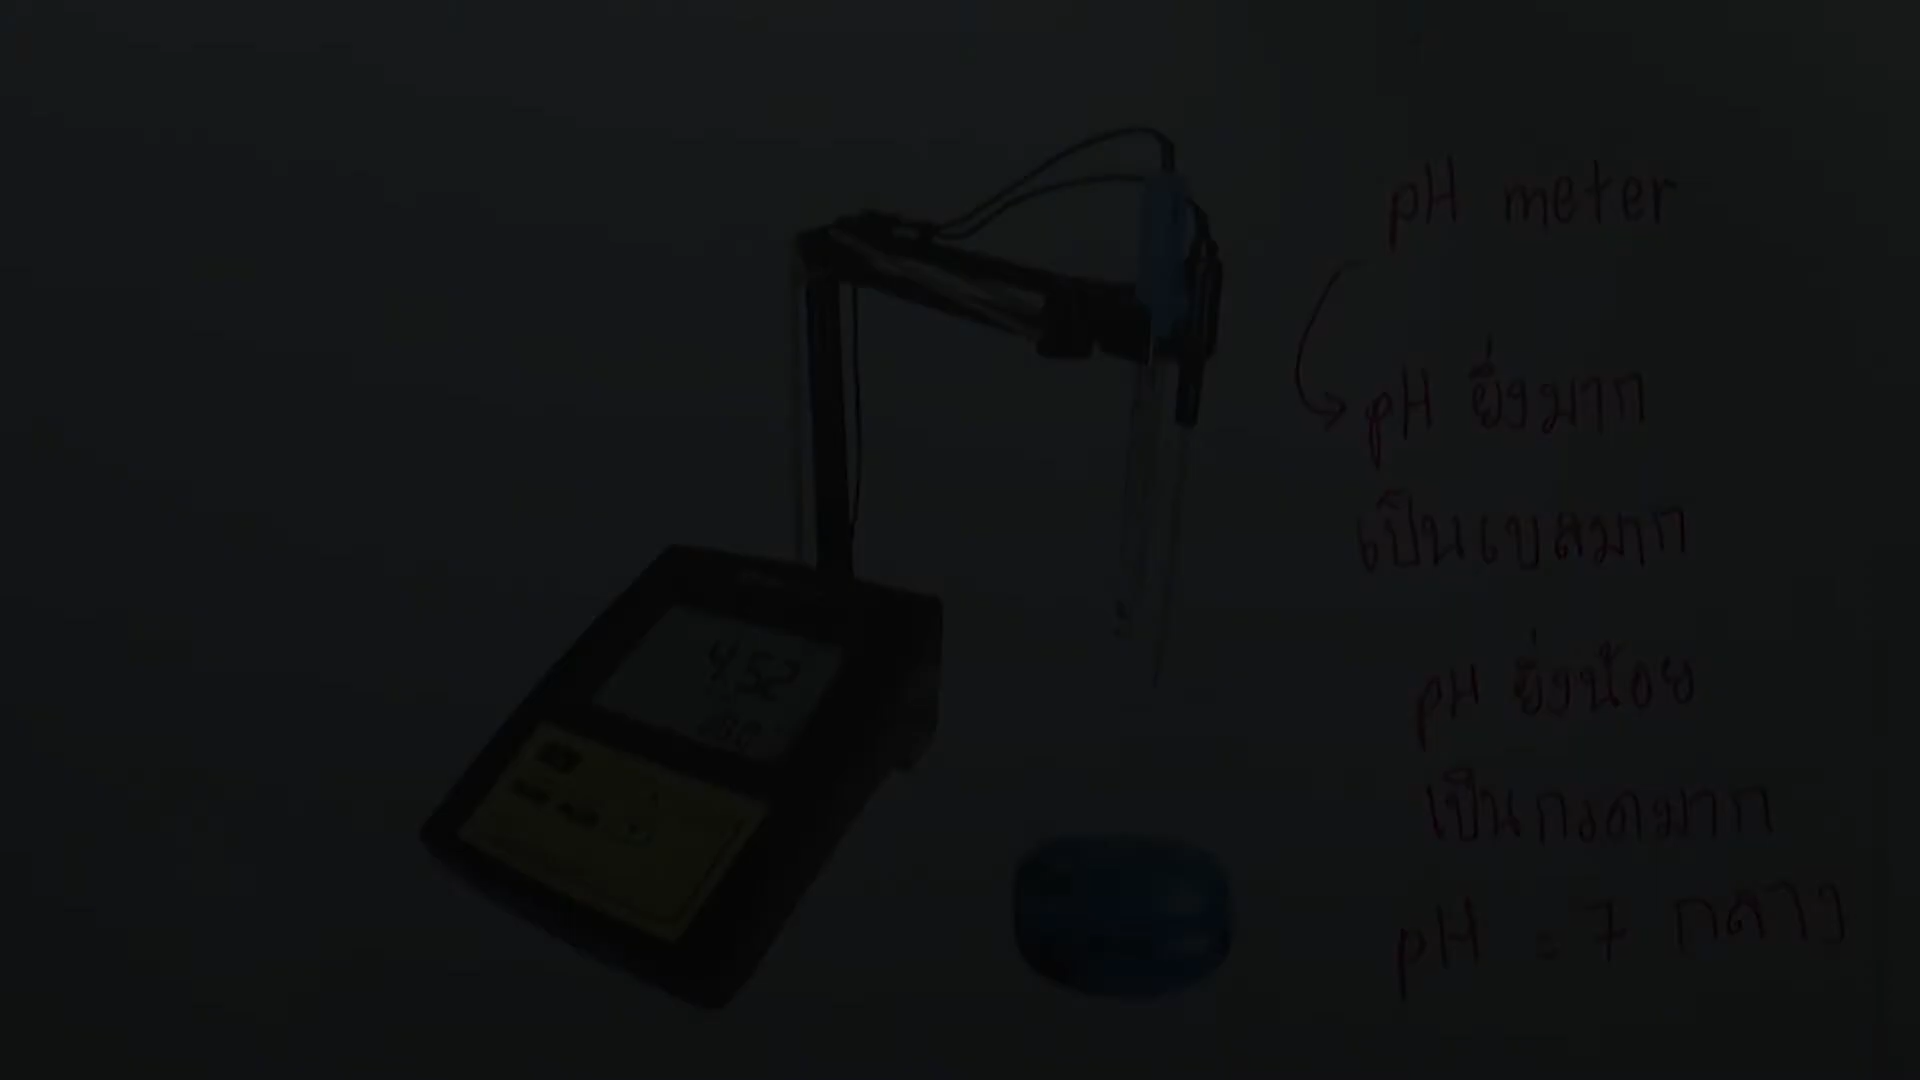 pH meter
pH ยิ่งมาก
เป็นเบสมาก
pH ยิ่งน้อย
เป็นกรดมาก
pH = 7 กลาง
4.52